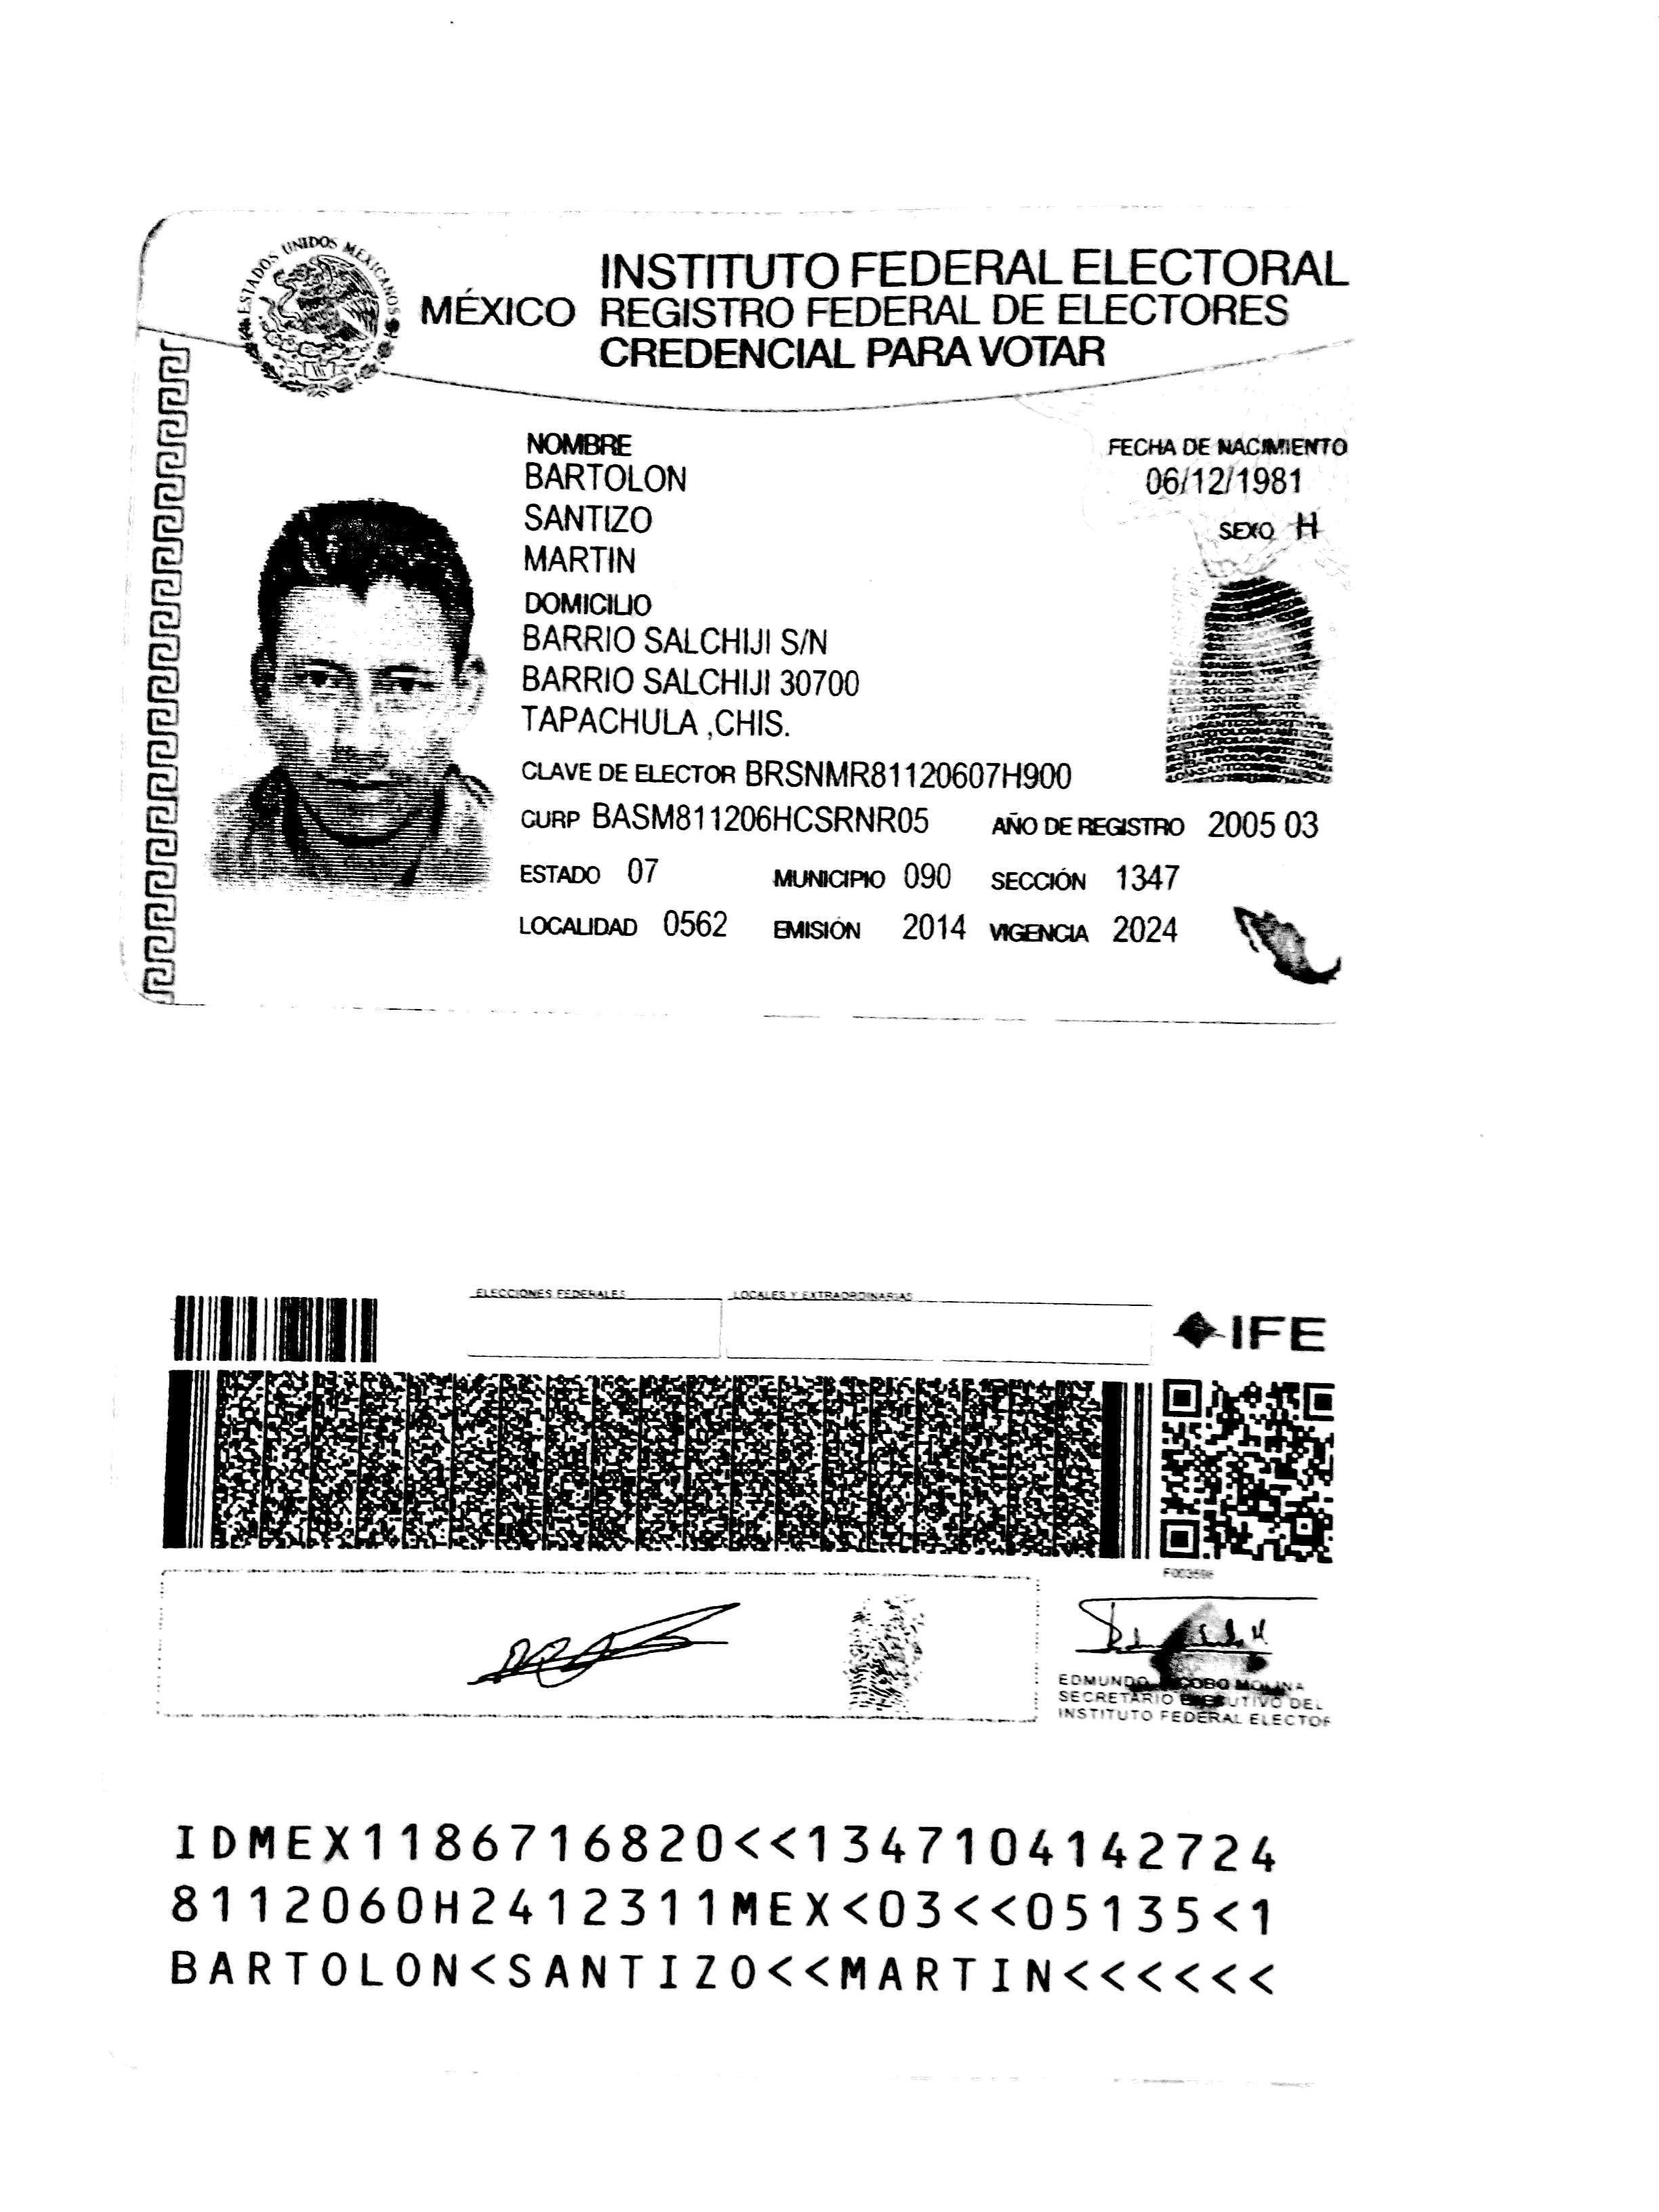 ESTADOS UNIDOS MEXICANOS
INSTITUTO FEDERAL ELECTORAL
MÉXICO REGISTRO FEDERAL DE ELECTORES
CREDENCIAL PARA VOTAR
NOMBRE
BARTOLON
SANTIZO
MARTIN
FECHA DE NACIMIENTO
06/12/1981
SEXO H
DOMICILIO
BARRIO SALCHIJI S/N
BARRIO SALCHIJI 30700
TAPACHULA ,CHIS.
CLAVE DE ELECTOR BRSNMR81120607H900
CURP BASM811206HCSRNR05 AÑO DE REGISTRO 2005 03
ESTADO 07 MUNICIPIO 090 SECCIÓN 1347
LOCALIDAD 0562 EMISIÓN 2014 VIGENCIA 2024
ELECCIONES FEDERALES LOCALES Y EXTRAORDINARIAS
IFE
EDMUNDO JACOBO MOLINA
SECRETARIO EJECUTIVO DEL
INSTITUTO FEDERAL ELECTOR
IDMEX1186716820<<1347104142724
8112060H2412311MEX<03<<05135<1
BARTOLON<SANTIZO<<MARTIN<<<<<<